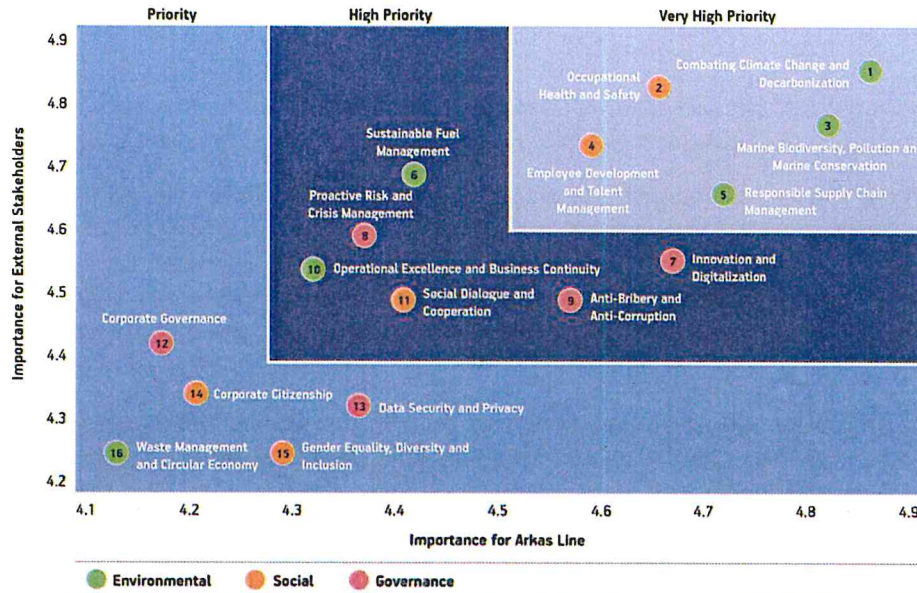 Priority
High Priority
Very High Priority
Importance for External Stakeholders
4.9
4.8
4.7
4.6
4.5
4.4
4.3
4.2
Combating Climate Change and
Decarbonization
1
Occupational
Health and Safety
2
3
Marine Biodiversity, Pollution and
Marine Conservation
4
Employee Development
and Talent
Management
5
Responsible Supply Chain
Management
Sustainable Fuel
Management
6
Proactive Risk and
Crisis Management
8
7
Innovation and
Digitalization
10
Operational Excellence and Business Continuity
11
Social Dialogue and
Cooperation
9
Anti-Bribery and
Anti-Corruption
Corporate Governance
12
14
Corporate Citizenship
13
Data Security and Privacy
16
Waste Management
and Circular Economy
15
Gender Equality, Diversity and
Inclusion
4.1
4.2
4.3
4.4
4.5
4.6
4.7
4.8
4.9
Importance for Arkas Line
Environmental
Social
Governance